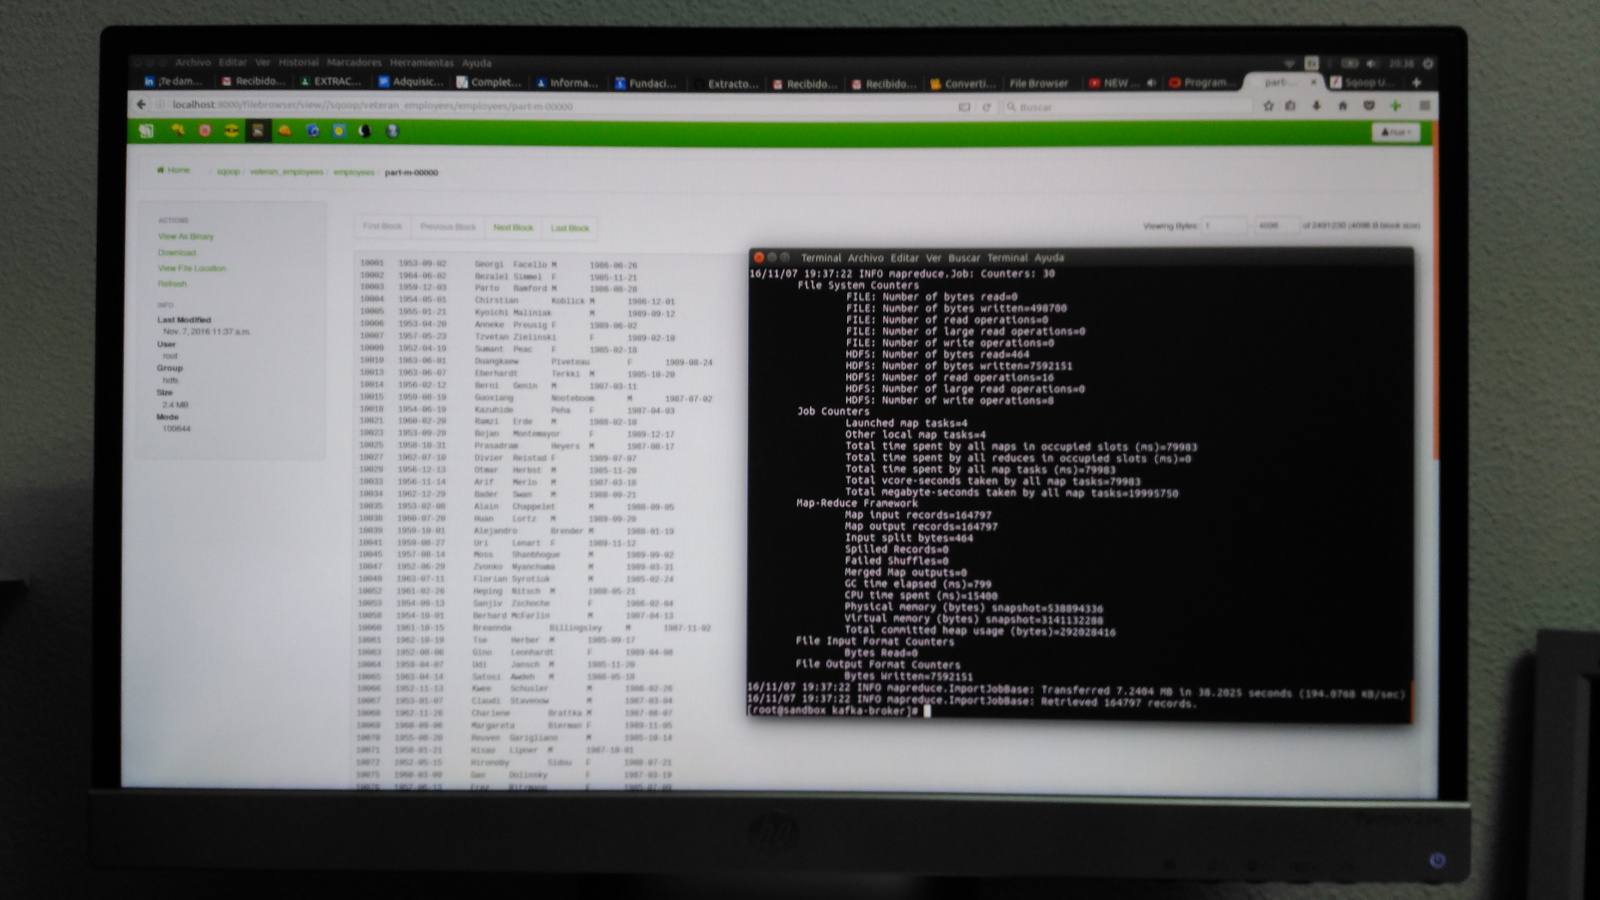 Archivo Editar Ver Historial Marcadores Herramientas Ayuda
20:38
¡Te dam... Recibido... EXTRAC... Adquisic... Complet... Informa... Fundaci... Extracto... Recibido... Recibido... Converti... File Browser NEW ... Program... part-... Sqoop U...
localhost:8000/filebrowser/view//sqoop/veteran_employees/employees/part-m-00000
Buscar
hue
Home / sqoop / veteran_employees / employees / part-m-00000
ACTIONS
View As Binary
Download
View File Location
Refresh
INFO
Last Modified
Nov. 7, 2016 11:37 a.m.
User
root
Group
hdfs
Size
2.4 MB
Mode
100644
First Block Previous Block Next Block Last Block
Viewing Bytes 1 - 4096 of 2491230 (4096 B block size)
10001 1953-09-02 Georgi Facello M 1986-06-26
10002 1964-06-02 Bezalel Simmel F 1985-11-21
10003 1959-12-03 Parto Bamford M 1986-08-28
10004 1954-05-01 Chirstian Koblick M 1986-12-01
10005 1955-01-21 Kyoichi Maliniak M 1989-09-12
10006 1953-04-20 Anneke Preusig F 1989-06-02
10007 1957-05-23 Tzvetan Zielinski F 1989-02-10
10009 1952-04-19 Sumant Peac F 1985-02-18
10010 1963-06-01 Duangkaew Piveteau F 1989-08-24
10013 1963-06-07 Eberhardt Terkki M 1985-10-20
10014 1956-02-12 Berni Genin M 1987-03-11
10015 1959-08-19 Guoxiang Nooteboom M 1987-07-02
10018 1954-06-19 Kazuhide Peha F 1987-04-03
10021 1960-02-20 Ramzi Erde M 1988-02-10
10023 1953-09-29 Bojan Montemayor F 1989-12-17
10025 1958-10-31 Prasadram Heyers M 1987-08-17
10027 1962-07-10 Divier Reistad F 1989-07-07
10029 1956-12-13 Otmar Herbst M 1985-11-20
10033 1956-11-14 Arif Merlo M 1987-03-18
10034 1962-12-29 Bader Swan M 1988-09-21
10035 1953-02-08 Alain Chappelet M 1988-09-05
10038 1960-07-20 Huan Lortz M 1989-09-20
10039 1959-10-01 Alejandro Brender M 1988-01-19
10041 1959-08-27 Uri Lenart F 1989-11-12
10045 1957-08-14 Moss Shanbhogue M 1989-09-02
10047 1952-06-29 Zvonko Nyanchama M 1989-03-31
10048 1963-07-11 Florian Syrotiuk M 1985-02-24
10052 1961-02-26 Heping Nitsch M 1988-05-21
10053 1954-09-13 Sanjiv Zschoche F 1986-02-04
10058 1954-10-01 Berhard McFarlin M 1987-04-13
10060 1961-10-15 Breannda Billingsley M 1987-11-02
10061 1962-10-19 Tse Herber M 1985-09-17
10063 1952-08-06 Gino Leonhardt F 1989-04-08
10064 1959-04-07 Udi Jansch M 1985-11-20
10065 1963-04-14 Satosi Awdeh M 1988-05-18
10066 1952-11-13 Kwee Schusler M 1986-02-26
10067 1953-01-07 Claudi Stavenow M 1987-03-04
10068 1962-11-26 Charlene Brattka M 1987-08-07
10069 1960-09-06 Margareta Bierman F 1989-11-05
10070 1955-08-20 Reuven Garigliano M 1985-10-14
10071 1958-01-21 Hisao Lipner M 1987-10-01
10072 1952-05-15 Hironoby Sidou F 1988-07-21
10075 1960-03-09 Gao Dolinsky F 1987-03-19
Terminal Archivo Editar Ver Buscar Terminal Ayuda
16/11/07 19:37:22 INFO mapreduce.Job: Counters: 30
File System Counters
FILE: Number of bytes read=0
FILE: Number of bytes written=498700
FILE: Number of read operations=0
FILE: Number of large read operations=0
FILE: Number of write operations=0
HDFS: Number of bytes read=464
HDFS: Number of bytes written=7592151
HDFS: Number of read operations=16
HDFS: Number of large read operations=0
HDFS: Number of write operations=8
Job Counters
Launched map tasks=4
Other local map tasks=4
Total time spent by all maps in occupied slots (ms)=79983
Total time spent by all reduces in occupied slots (ms)=0
Total time spent by all map tasks (ms)=79983
Total vcore-seconds taken by all map tasks=79983
Total megabyte-seconds taken by all map tasks=19995750
Map-Reduce Framework
Map input records=164797
Map output records=164797
Input split bytes=464
Spilled Records=0
Failed Shuffles=0
Merged Map outputs=0
GC time elapsed (ms)=799
CPU time spent (ms)=15400
Physical memory (bytes) snapshot=538894336
Virtual memory (bytes) snapshot=3141132288
Total committed heap usage (bytes)=292028416
File Input Format Counters
Bytes Read=0
File Output Format Counters
Bytes Written=7592151
16/11/07 19:37:22 INFO mapreduce.ImportJobBase: Transferred 7.2404 MB in 38.2025 seconds (194.0768 KB/sec)
16/11/07 19:37:22 INFO mapreduce.ImportJobBase: Retrieved 164797 records.
[root@sandbox kafka-broker]#
hp